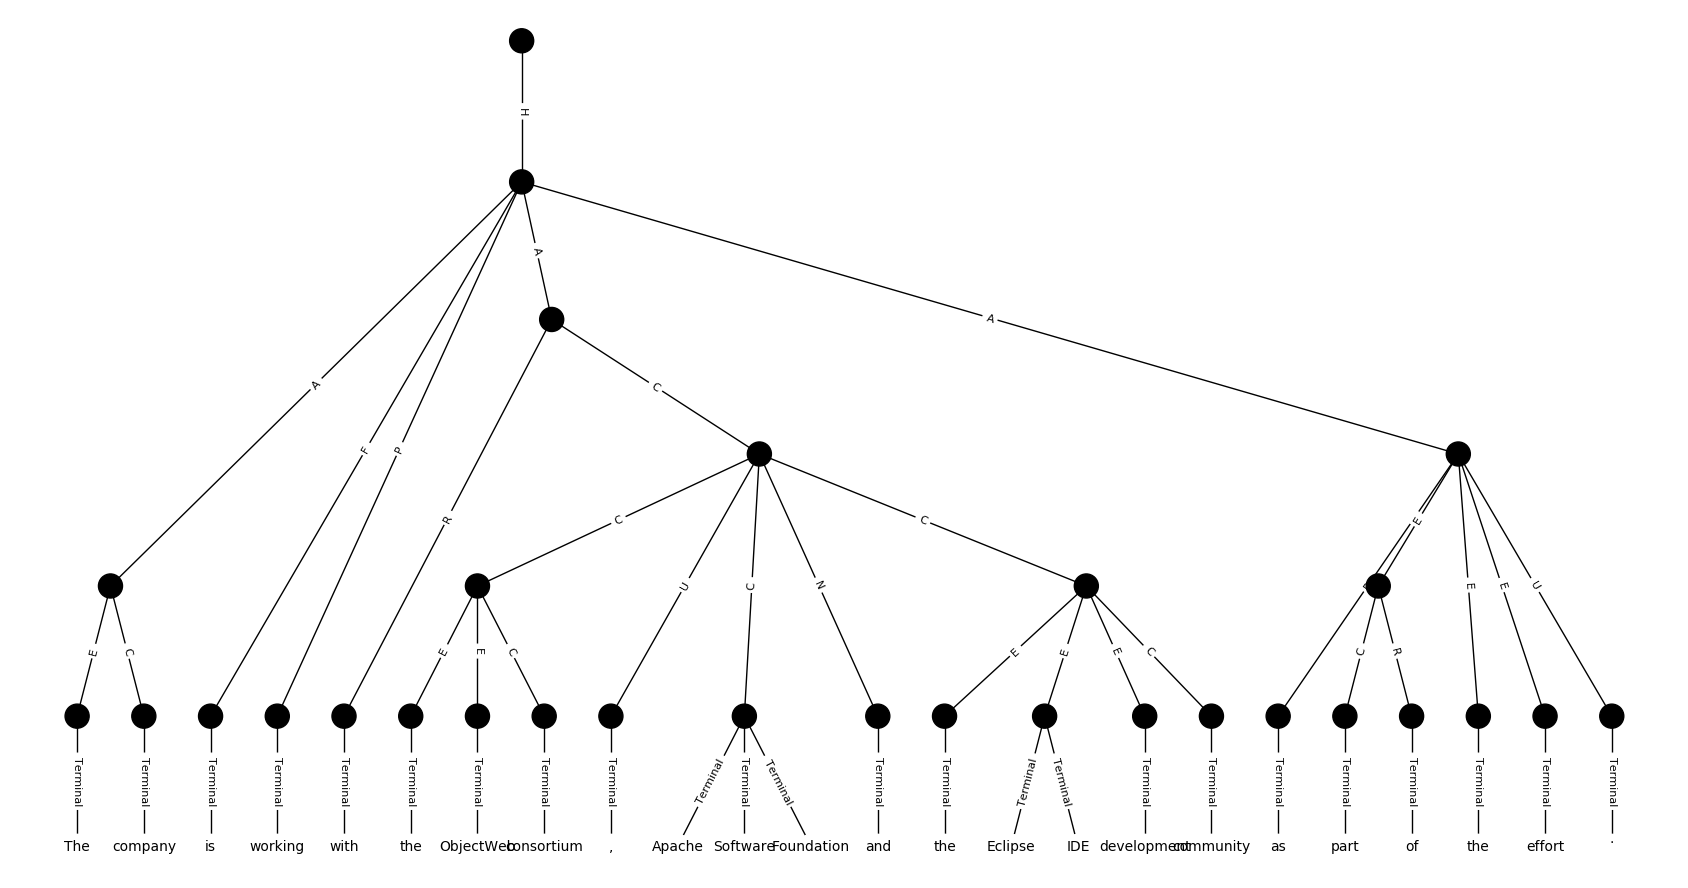 H
A
A
A
F
P
C
R
C
C
E
U
C
N
E
E
E
U
E
C
E
E
C
E
E
E
C
C
R
Terminal Terminal Terminal Terminal Terminal Terminal Terminal Terminal Terminal Terminal Terminal Terminal Terminal Terminal Terminal Terminal Terminal Terminal Terminal Terminal Terminal Terminal Terminal Terminal
The company is working with the ObjectWeb consortium , Apache Software Foundation and the Eclipse IDE development community as part of the effort .